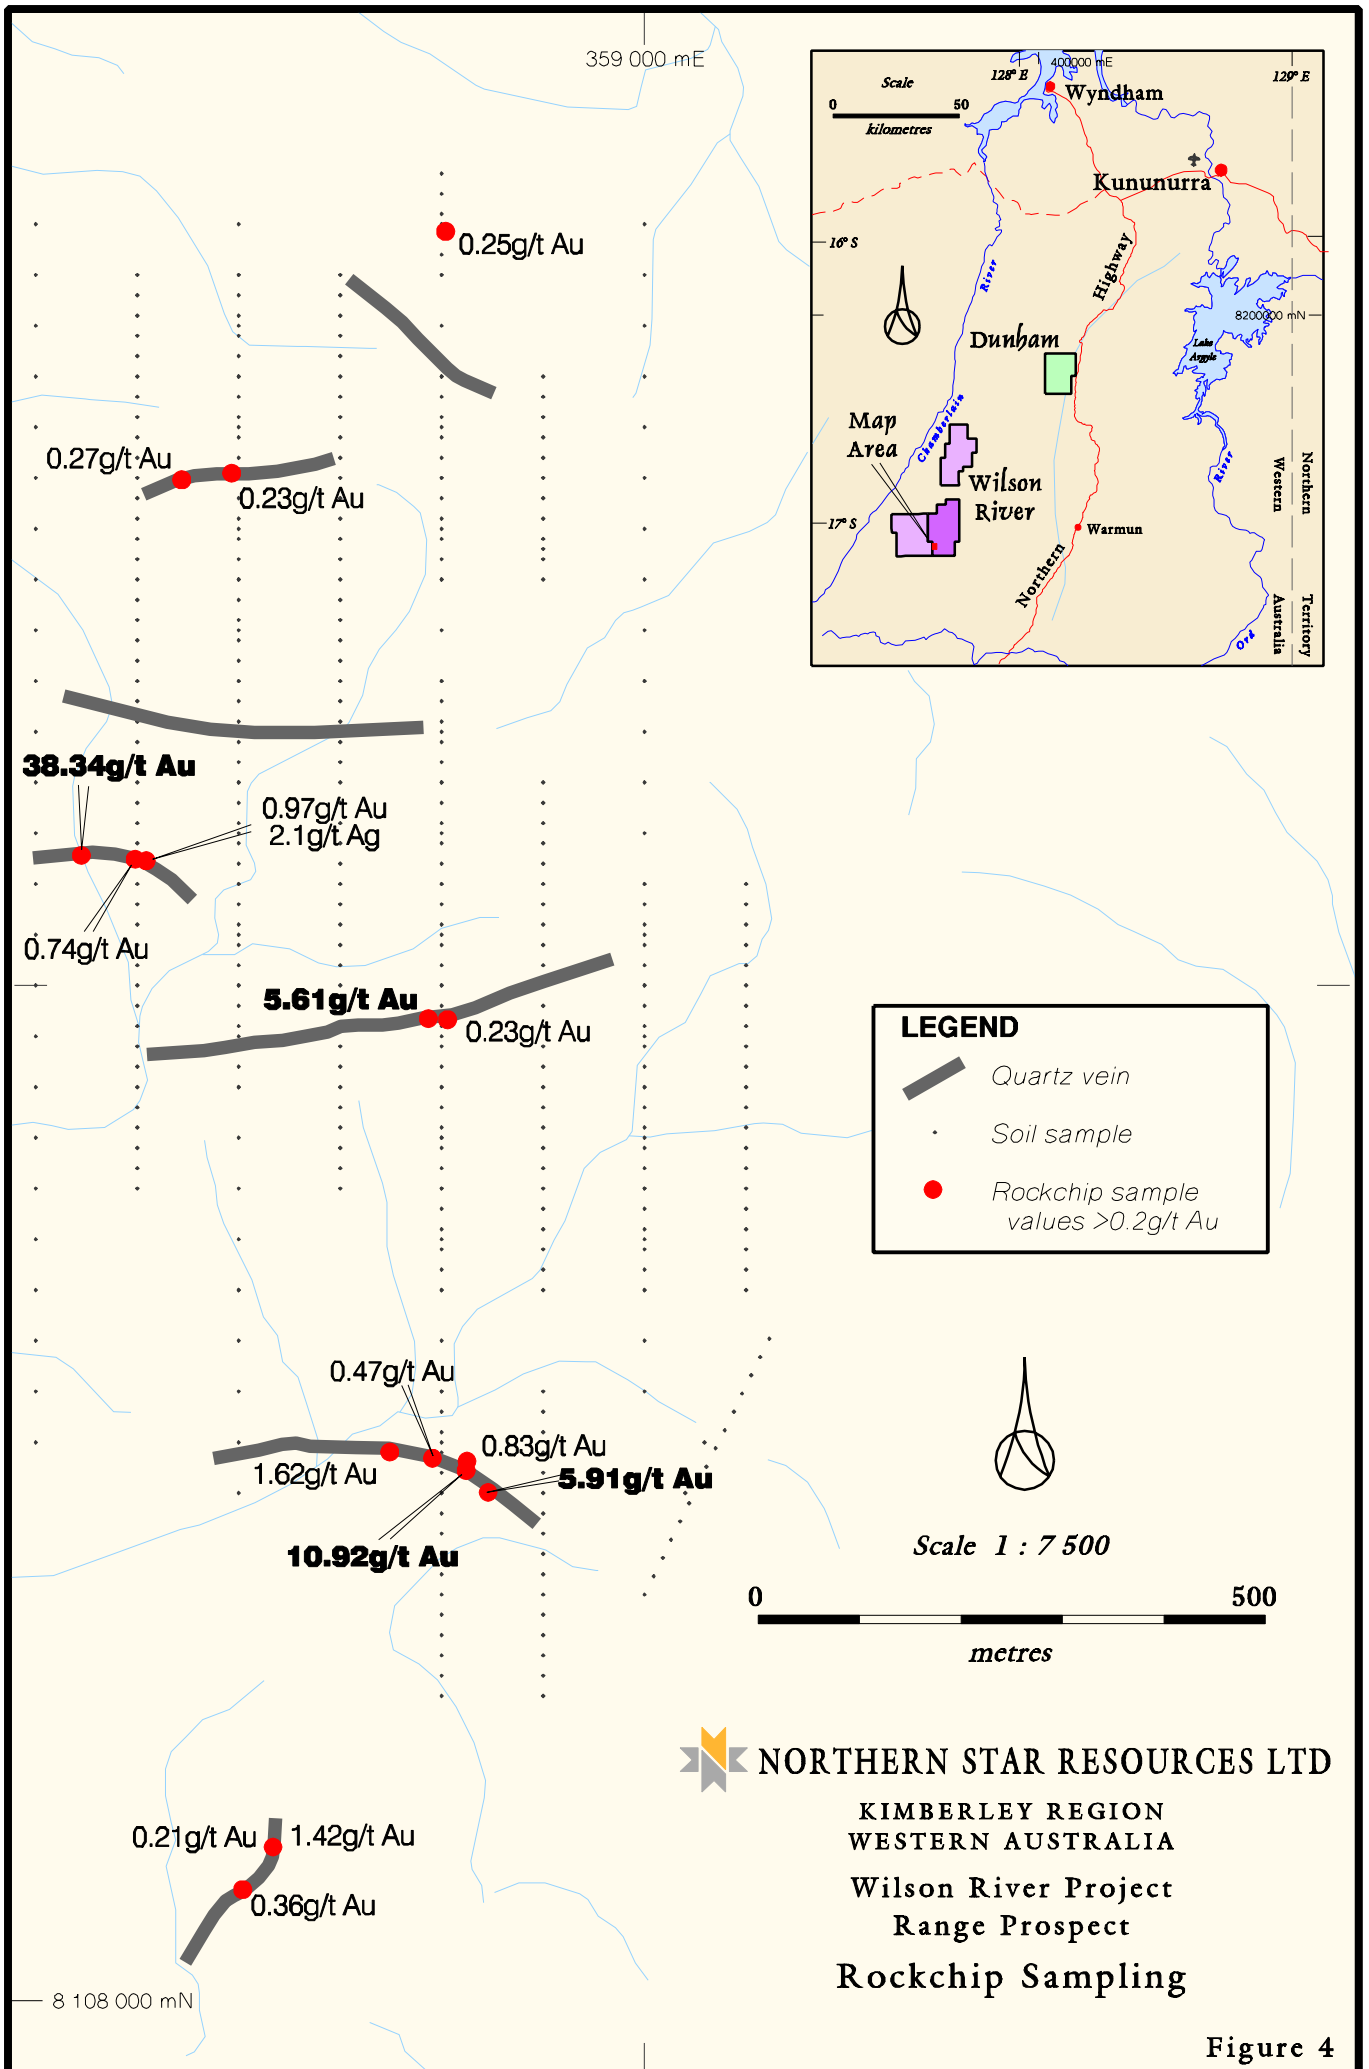 359 000 mE
0.25g/t Au
0.27g/t Au
0.23g/t Au
38.34g/t Au
0.97g/t Au
2.1g/t Ag
0.74g/t Au
5.61g/t Au
0.23g/t Au
0.47g/t Au
0.83g/t Au
1.62g/t Au
5.91g/t Au
10.92g/t Au
0.21g/t Au
1.42g/t Au
0.36g/t Au
8 108 000 mN
128° E
400000 mE
129° E
Scale
0 50
kilometres
Wyndham
Kununurra
16° S
River
Highway
8200000 mN
Dunham
Lake
Argyle
Map
Area
Chamberlain
Wilson
River
River
Western
Northern
17° S
Warmun
Northern
Australia
Territory
Ord
LEGEND
Quartz vein
Soil sample
Rockchip sample
values >0.2g/t Au
Scale 1 : 7 500
0 500
metres
NORTHERN STAR RESOURCES LTD
KIMBERLEY REGION
WESTERN AUSTRALIA
Wilson River Project
Range Prospect
Rockchip Sampling
Figure 4